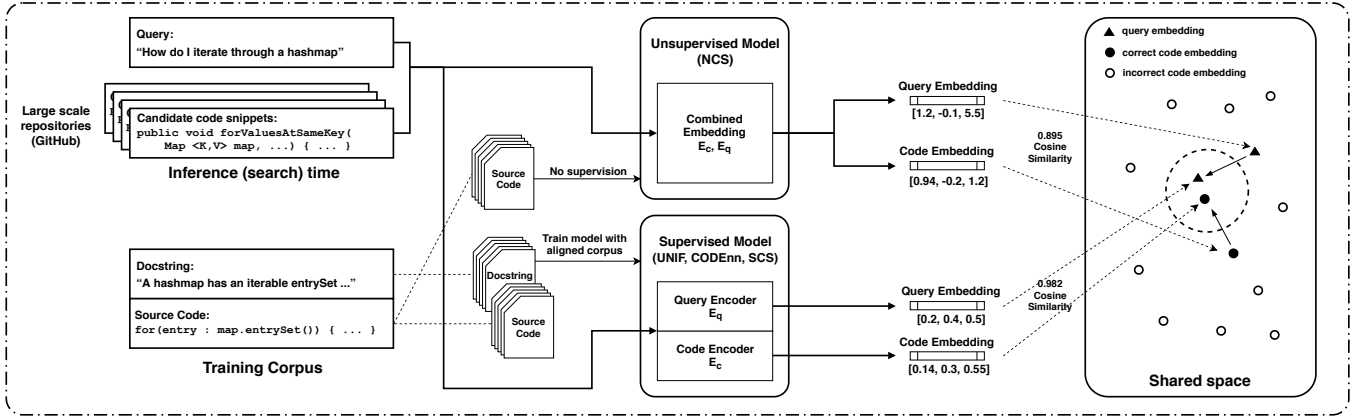 Query:
“How do I iterate through a hashmap”
Large scale
repositories
(GitHub)
Candidate code snippets:
public void forValuesAtSameKey(
Map <K,V> map, ...) { ... }
Inference (search) time
Docstring:
“A hashmap has an iterable entrySet ...”
Source Code:
for(entry : map.entrySet()) { ... }
Training Corpus
Source
Code
No supervision
Docstring
Train model with
aligned corpus
Source
Code
Unsupervised Model
(NCS)
Combined
Embedding
E_c, E_q
Supervised Model
(UNIF, CODEnn, SCS)
Query Encoder
E_q
Code Encoder
E_c
Query Embedding
[1.2, -0.1, 5.5]
Code Embedding
[0.94, -0.2, 1.2]
Query Embedding
[0.2, 0.4, 0.5]
Code Embedding
[0.14, 0.3, 0.55]
0.895
Cosine
Similarity
0.982
Cosine
Similarity
query embedding
correct code embedding
incorrect code embedding
Shared space